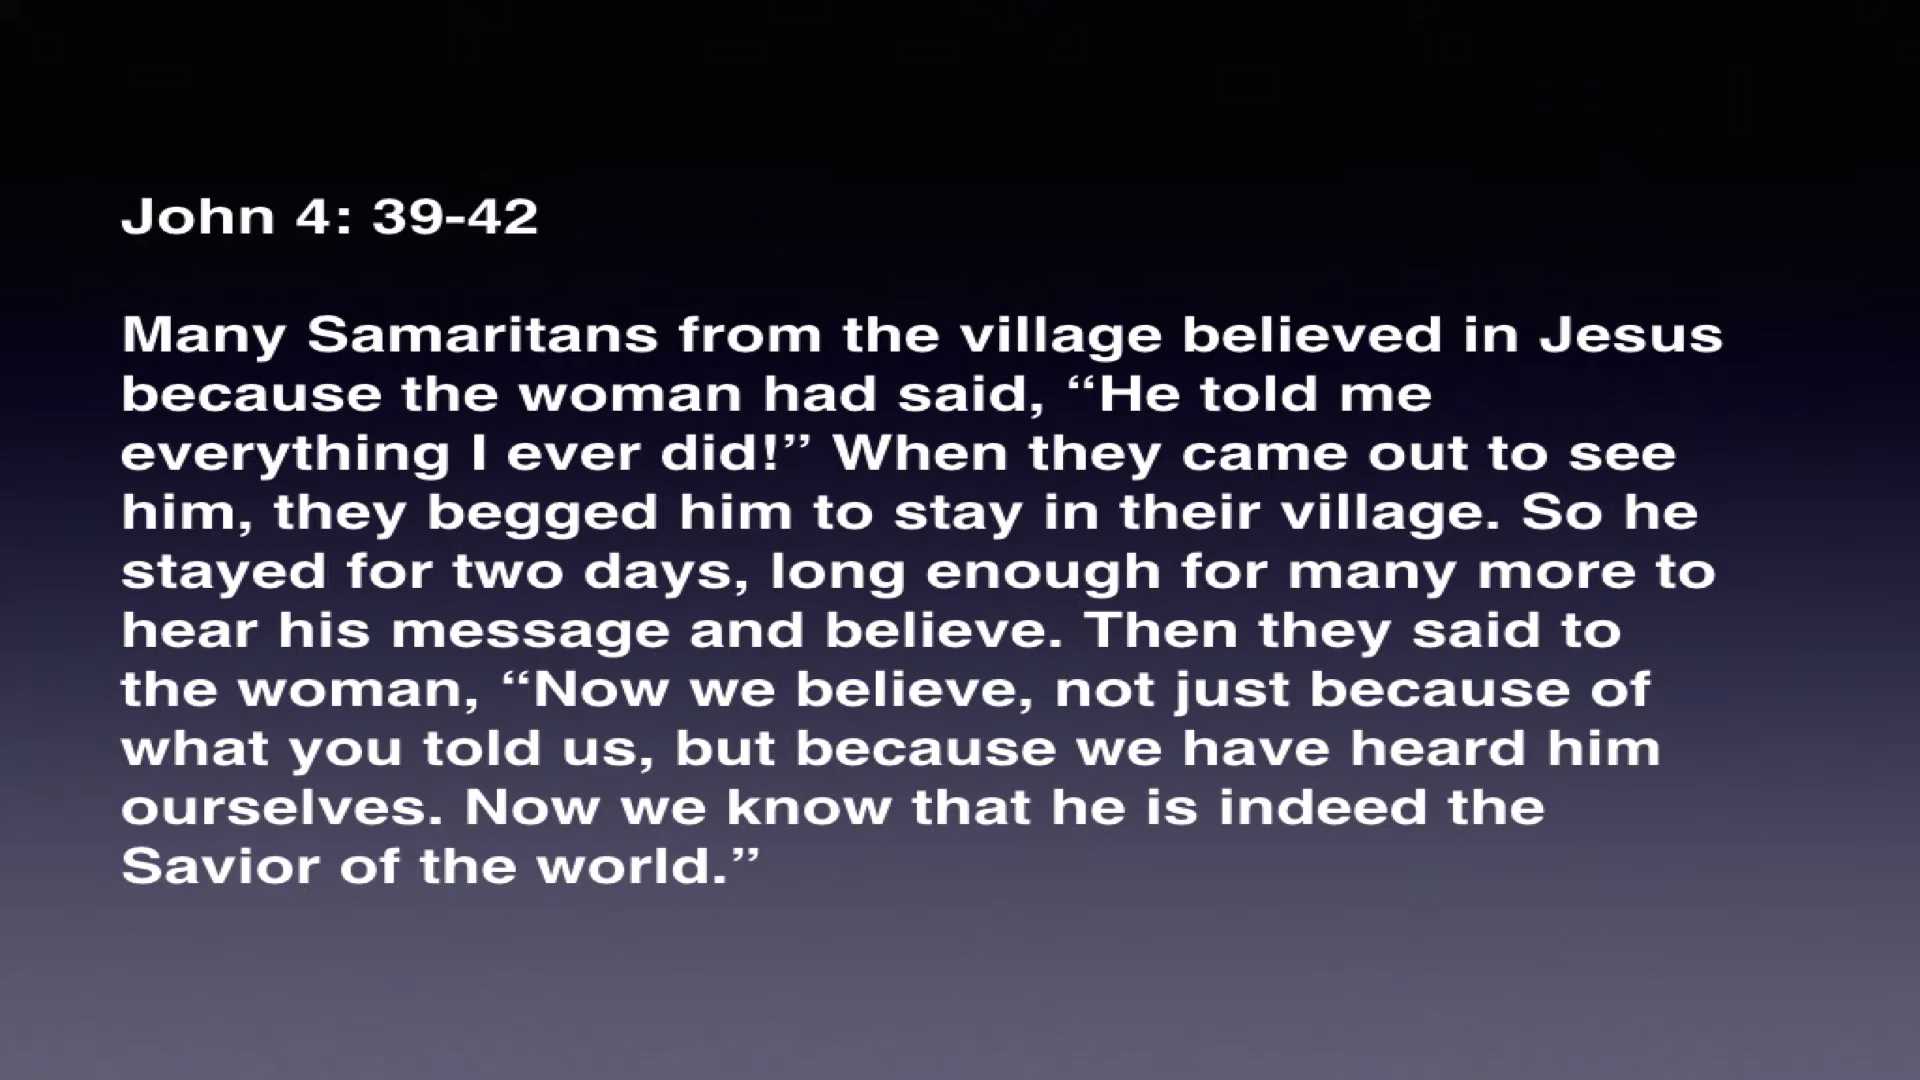 John 4: 39-42
Many Samaritans from the village believed in Jesus
because the woman had said, “He told me
everything I ever did!” When they came out to see
him, they begged him to stay in their village. So he
stayed for two days, long enough for many more to
hear his message and believe. Then they said to
the woman, “Now we believe, not just because of
what you told us, but because we have heard him
ourselves. Now we know that he is indeed the
Savior of the world.”